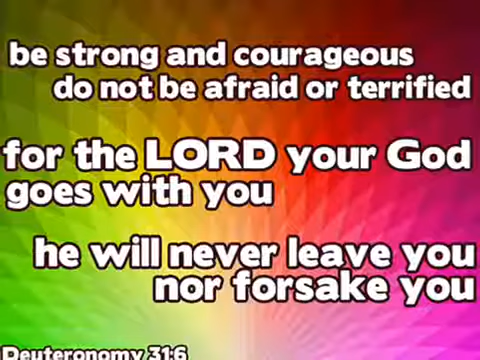 be strong and courageous
do not be afraid or terrified
for the LORD your God
goes with you
he will never leave you
nor forsake you
Deuteronomy 31:6